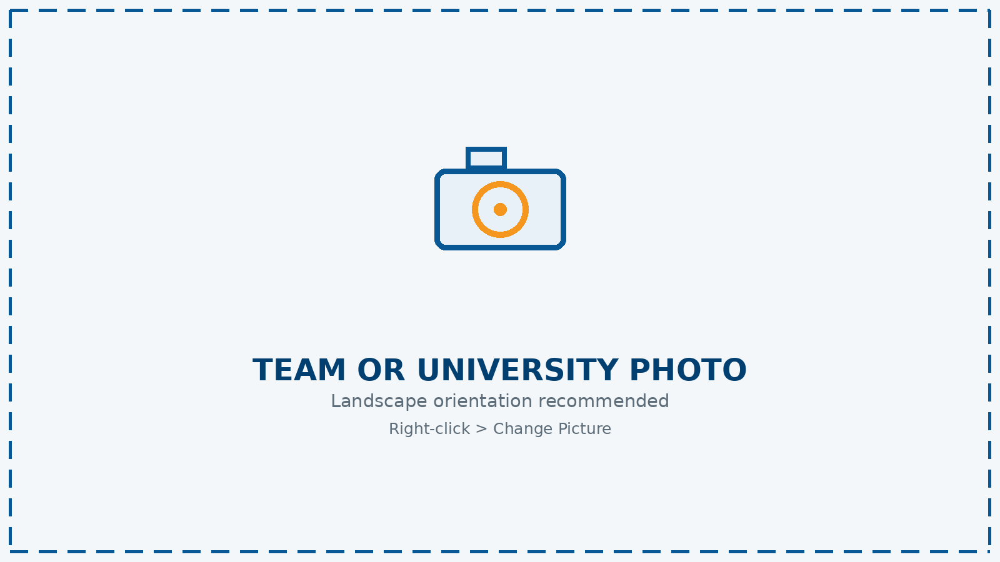 TEAM OR UNIVERSITY PHOTO
Landscape orientation recommended
Right-click > Change Picture